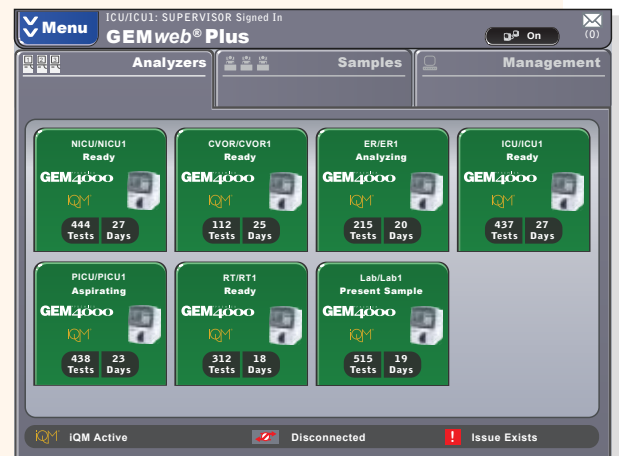 ICU/ICU1: SUPERVISOR Signed In
Menu
GEMweb® Plus
On
(0)
Analyzers
Samples
Management
NICU/NICU1
Ready
GEM4000
iQM
444 27
Tests Days
CVOR/CVOR1
Ready
GEM4000
iQM
112 25
Tests Days
ER/ER1
Analyzing
GEM4000
iQM
215 20
Tests Days
ICU/ICU1
Ready
GEM4000
iQM
437 27
Tests Days
PICU/PICU1
Aspirating
GEM4000
iQM
438 23
Tests Days
RT/RT1
Ready
GEM4000
iQM
312 18
Tests Days
Lab/Lab1
Present Sample
GEM4000
iQM
515 19
Tests Days
iQM iQM Active
Disconnected
! Issue Exists